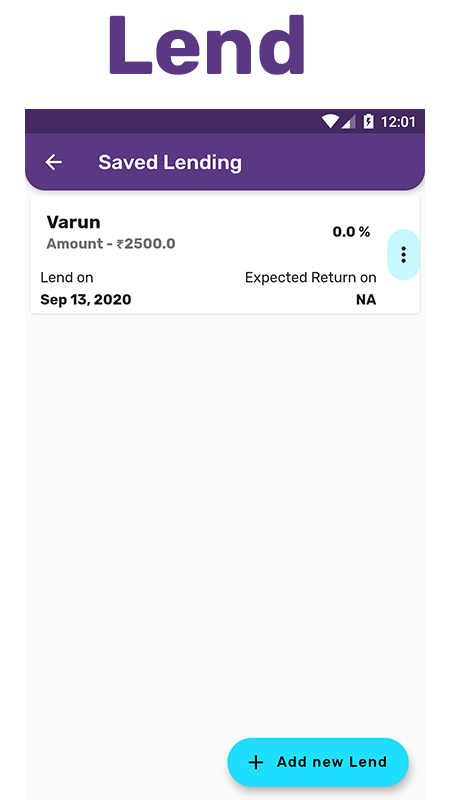 Lend
12:01
Saved Lending
Varun
0.0 %
Amount - ₹2500.0
Lend on
Expected Return on
Sep 13, 2020
NA
Add new Lend